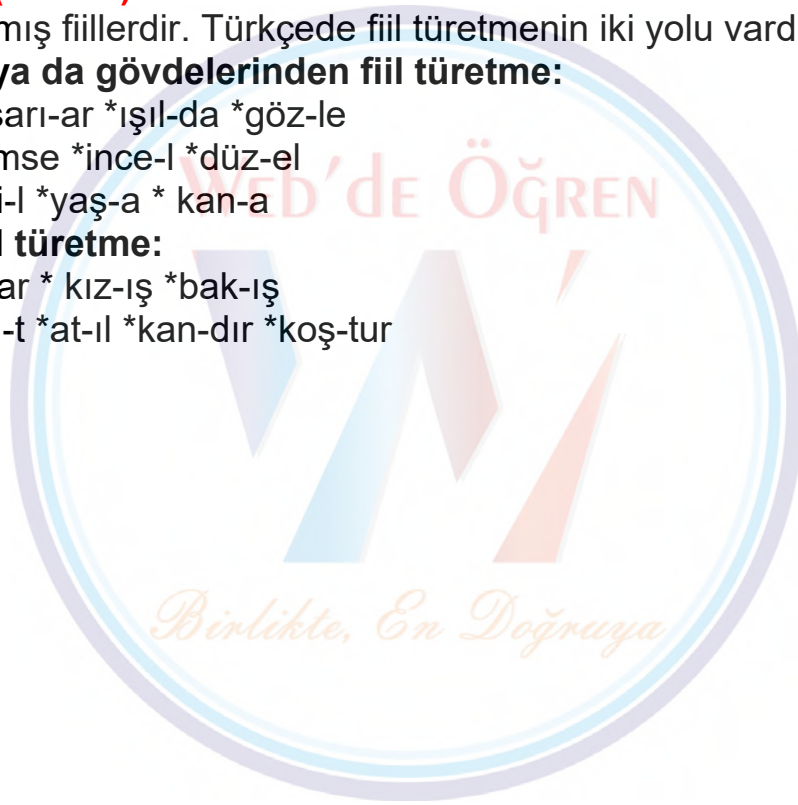 mış fiillerdir. Türkçede fiil türetmenin iki yolu vard
ya da gövdelerinden fiil türetme:
sarı-ar *ışıl-da *göz-le
mse *ince-l *düz-el
i-l *yaş-a * kan-a
l türetme:
ar * kız-ış *bak-ış
-t *at-ıl *kan-dır *koş-tur
WEB'dE ÖĞREN
Birlikte, En Doğruya